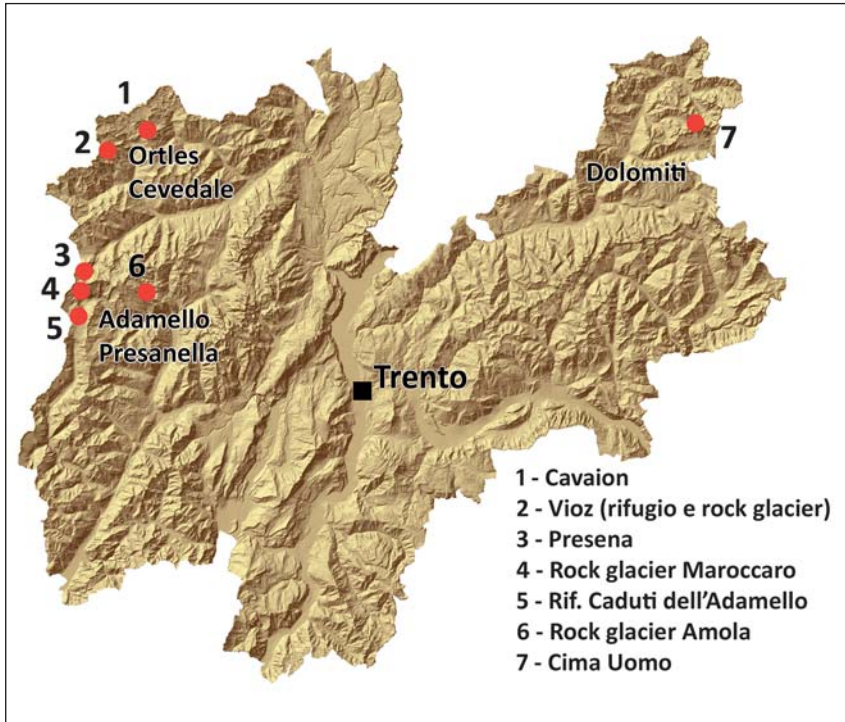 1
2
Ortles
Cevedale
7
Dolomiti
3
6
4
5
Adamello
Presanella
Trento
1 - Cavaion
2 - Vioz (rifugio e rock glacier)
3 - Presena
4 - Rock glacier Maroccaro
5 - Rif. Caduti dell'Adamello
6 - Rock glacier Amola
7 - Cima Uomo